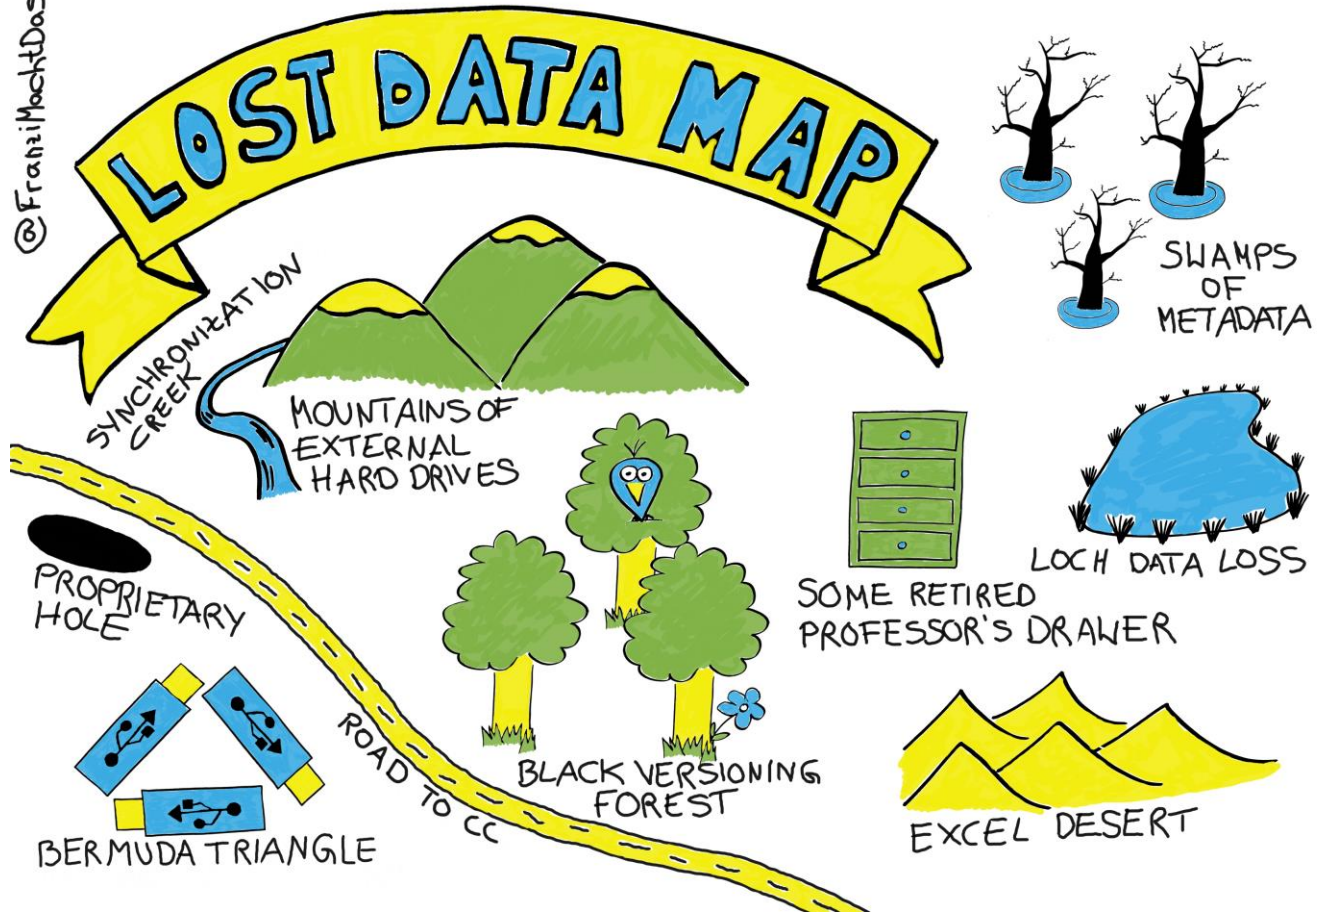 @FranziMachtDas
LOST DATA MAP
SWAMPS
OF
METADATA
SYNCHRONIZATION
CREEK
MOUNTAINS OF
EXTERNAL
HARD DRIVES
LOCH DATA LOSS
PROPRIETARY
HOLE
SOME RETIRED
PROFESSOR'S DRAWER
ROAD TO CC
BLACK VERSIONING
FOREST
BERMUDA TRIANGLE
EXCEL DESERT